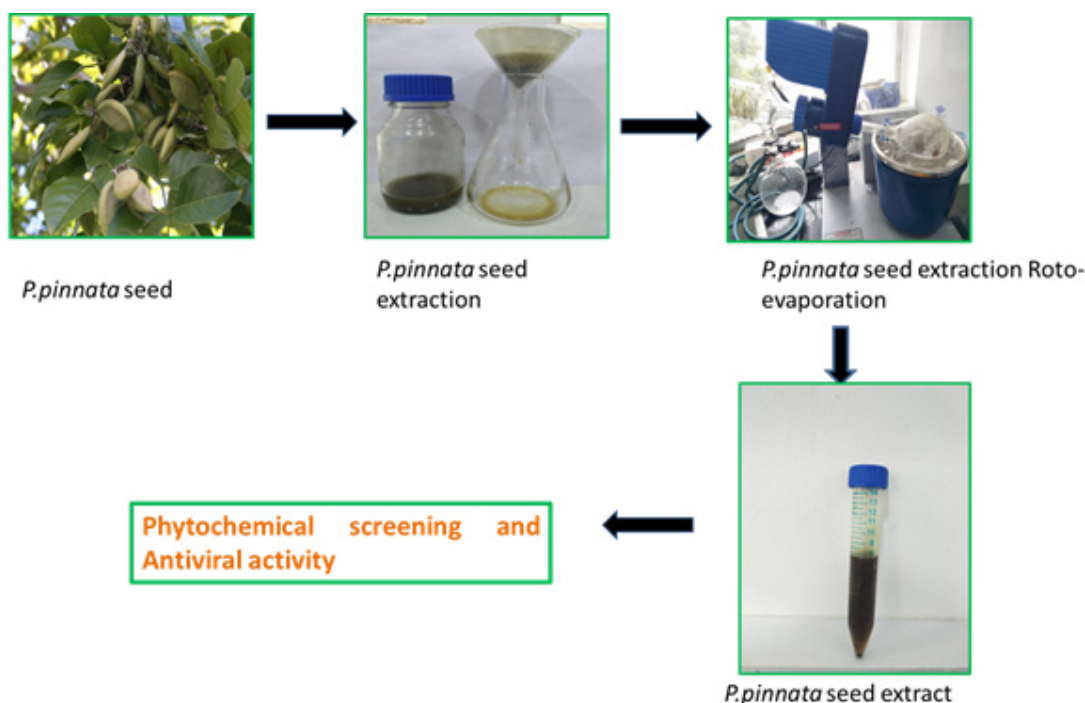 P.pinnata seed
P.pinnata seed
extraction
P.pinnata seed extraction Roto-
evaporation
Phytochemical screening and
Antiviral activity
P.pinnata seed extract